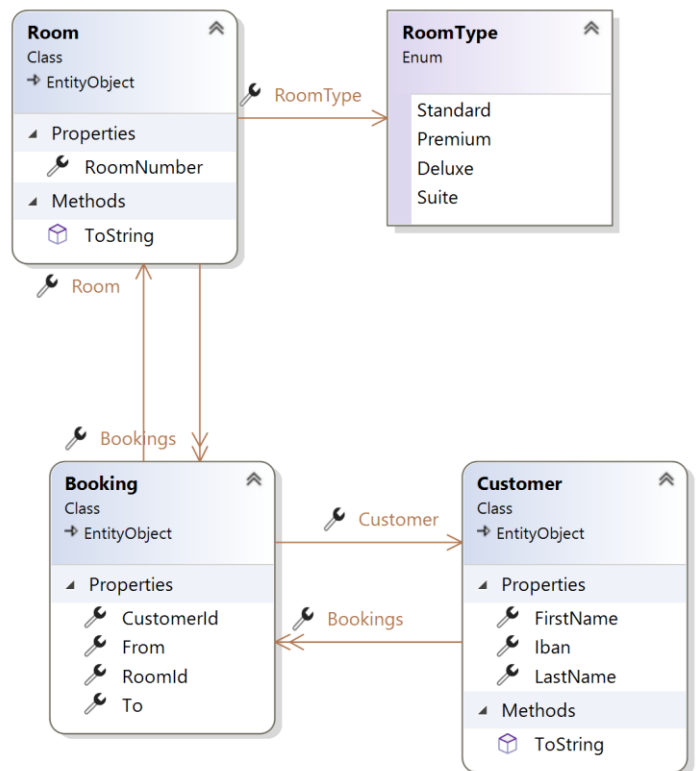 Room
Class
EntityObject
Properties
RoomNumber
Methods
ToString
RoomType
RoomType
Enum
Standard
Premium
Deluxe
Suite
Room
Bookings
Booking
Class
EntityObject
Properties
CustomerId
From
RoomId
To
Customer
Bookings
Customer
Class
EntityObject
Properties
FirstName
Iban
LastName
Methods
ToString